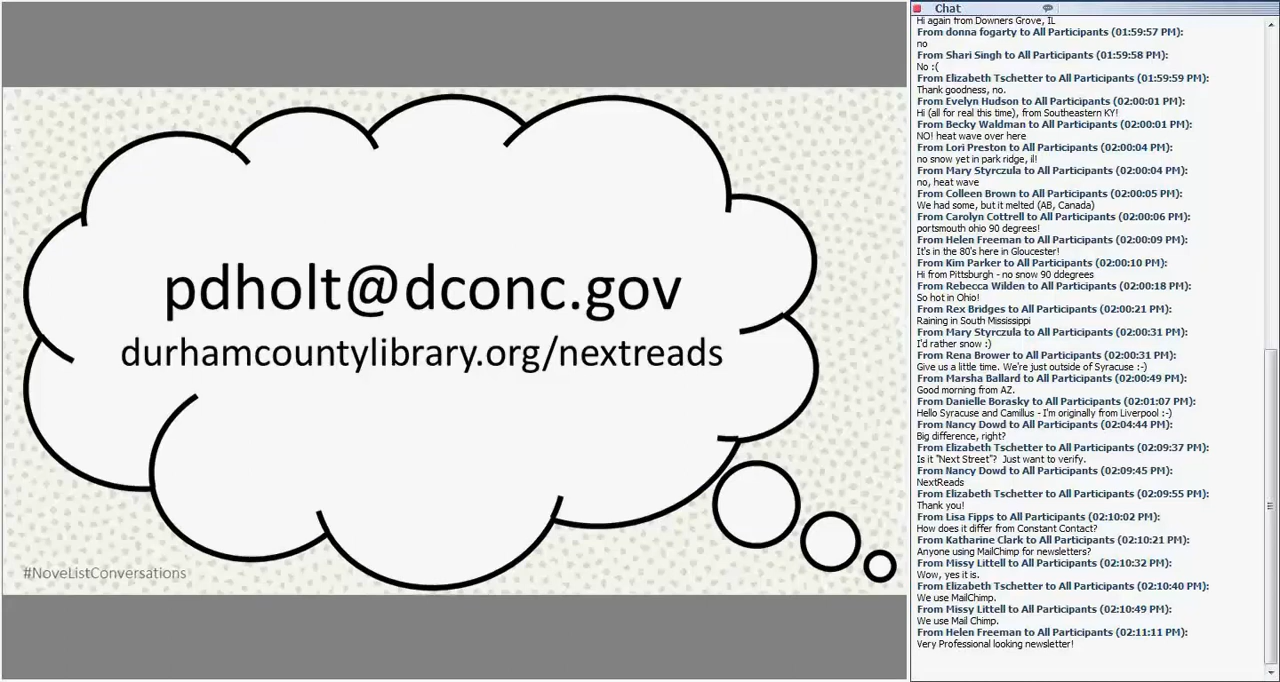 pdholt@dconc.gov
durhamcountylibrary.org/nextreads
#NoveListConversations
Chat
Hi again from Downers Grove, IL
From donna fogarty to All Participants (01:59:57 PM):
no
From Shari Singh to All Participants (01:59:58 PM):
No :(
From Elizabeth Tschetter to All Participants (01:59:59 PM):
Thank goodness, no.
From Evelyn Hudson to All Participants (02:00:01 PM):
Hi (all for real this time), from Southeastern KY!
From Becky Waldman to All Participants (02:00:01 PM):
NO! heat wave over here
From Lori Preston to All Participants (02:00:04 PM):
no snow yet in park ridge, il!
From Mary Styrczula to All Participants (02:00:04 PM):
no, heat wave
From Colleen Brown to All Participants (02:00:05 PM):
We had some, but it melted (AB, Canada)
From Carolyn Cottrell to All Participants (02:00:06 PM):
portsmouth ohio 90 degrees!
From Helen Freeman to All Participants (02:00:09 PM):
It's in the 80's here in Gloucester!
From Kim Parker to All Participants (02:00:10 PM):
Hi from Pittsburgh - no snow 90 ddegrees
From Rebecca Wilden to All Participants (02:00:18 PM):
So hot in Ohio!
From Rex Bridges to All Participants (02:00:21 PM):
Raining in South Mississippi
From Mary Styrczula to All Participants (02:00:31 PM):
I'd rather snow :)
From Rena Brower to All Participants (02:00:31 PM):
Give us a little time. We're just outside of Syracuse :-)
From Marsha Ballard to All Participants (02:00:49 PM):
Good morning from AZ.
From Danielle Borasky to All Participants (02:01:07 PM):
Hello Syracuse and Camillus - I'm originally from Liverpool :-)
From Nancy Dowd to All Participants (02:04:44 PM):
Big difference, right?
From Elizabeth Tschetter to All Participants (02:09:37 PM):
Is it "Next Street"? Just want to verify.
From Nancy Dowd to All Participants (02:09:45 PM):
NextReads
From Elizabeth Tschetter to All Participants (02:09:55 PM):
Thank you!
From Lisa Fipps to All Participants (02:10:02 PM):
How does it differ from Constant Contact?
From Katharine Clark to All Participants (02:10:21 PM):
Anyone using MailChimp for newsletters?
From Missy Littell to All Participants (02:10:32 PM):
Wow, yes it is.
From Elizabeth Tschetter to All Participants (02:10:40 PM):
We use MailChimp.
From Missy Littell to All Participants (02:10:49 PM):
We use Mail Chimp.
From Helen Freeman to All Participants (02:11:11 PM):
Very Professional looking newsletter!